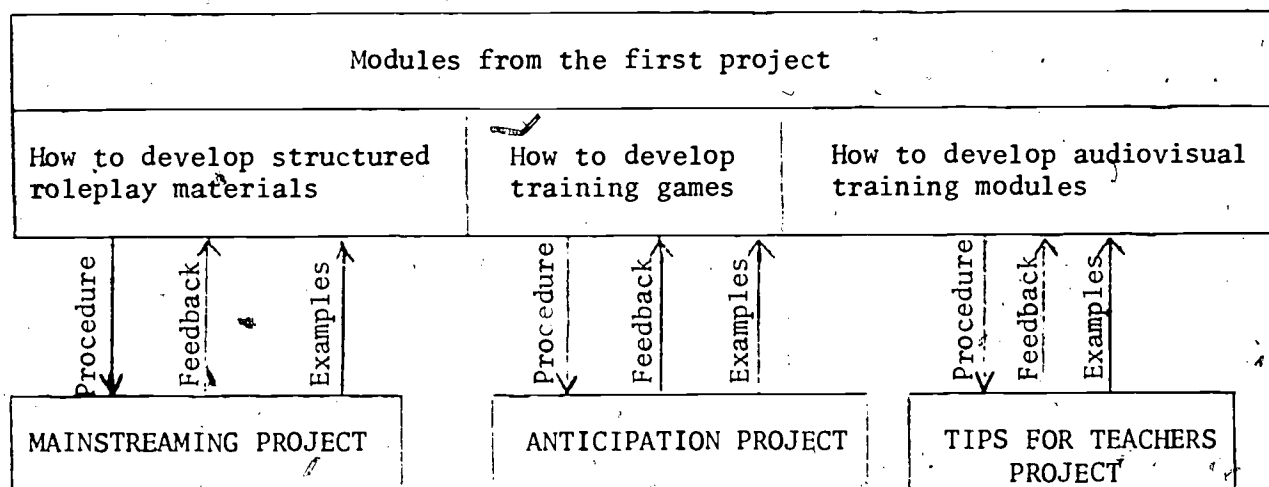 Modules from the first project
How to develop structured
roleplay materials
How to develop
training games
How to develop audiovisual
training modules
Procedure
Feedback
Examples
Procedure
Feedback
Examples
Procedure
Feedback
Examples
MAINSTREAMING PROJECT
ANTICIPATION PROJECT
TIPS FOR TEACHERS
PROJECT